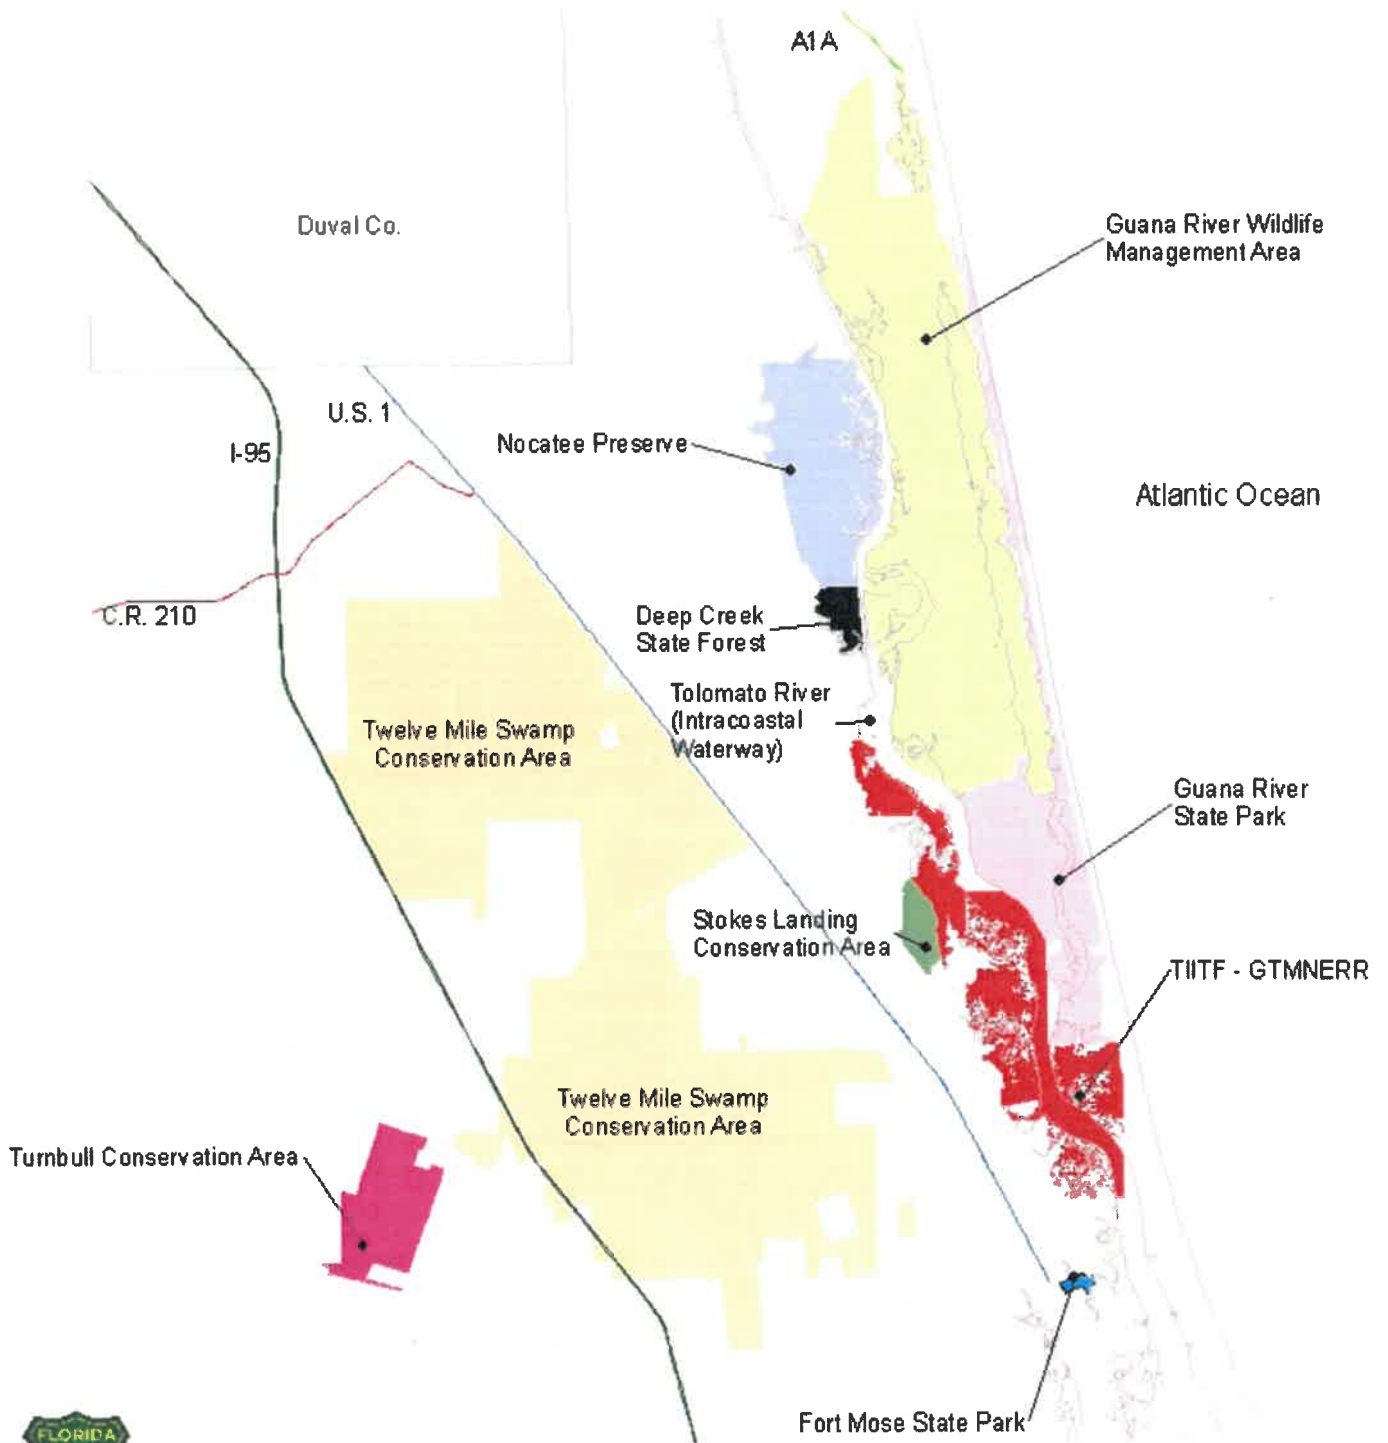 A1A
Duval Co.
Guana River Wildlife
Management Area
U.S. 1
Nocatee Preserve
I-95
Atlantic Ocean
C.R. 210
Deep Creek
State Forest
Tolomato River
(Intracoastal
Waterway)
Twelve Mile Swamp
Conservation Area
Guana River
State Park
Stokes Landing
Conservation Area
TIITF - GTMNERR
Twelve Mile Swamp
Conservation Area
Turnbull Conservation Area
Fort Mose State Park
FLORIDA